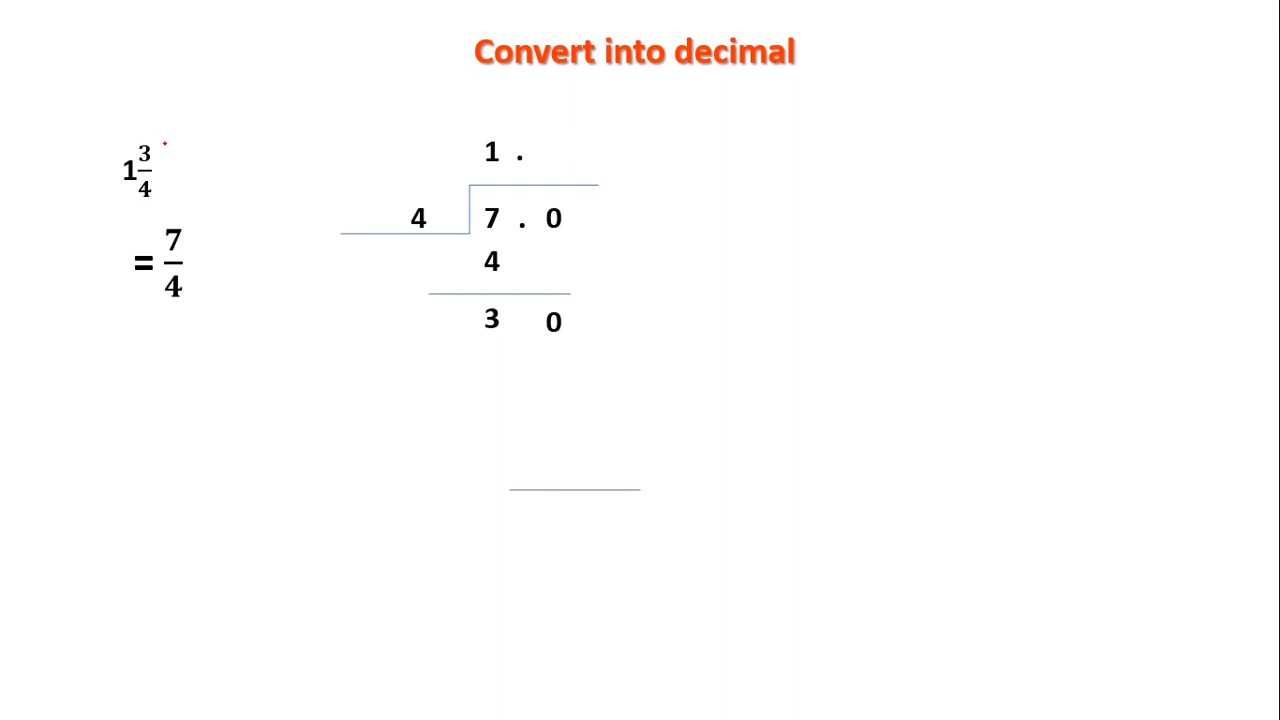 Convert into decimal
1 3/4
= 7/4
1 .
4 7 . 0
4
3 0